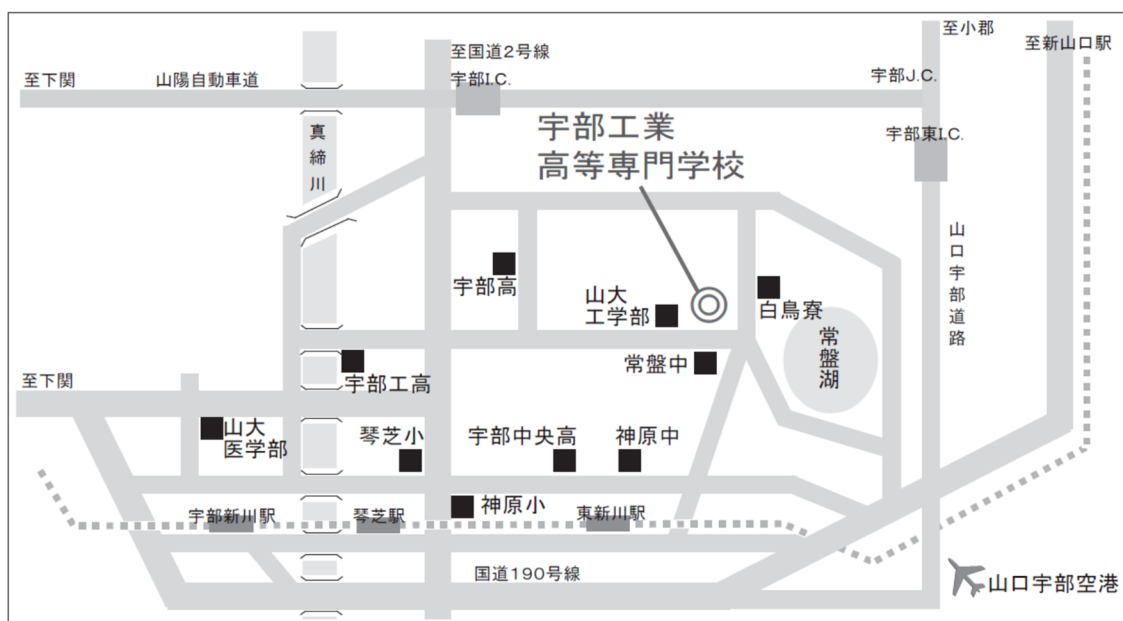 至国道2号線
至小郡
至新山口駅
至下関
山陽自動車道
宇部I.C.
宇部J.C.
宇部工業
高等専門学校
宇部東I.C.
真締川
山口宇部道路
宇部高
山大
工学部
白鳥寮
常盤湖
常盤中
至下関
宇部工高
山大
医学部
琴芝小
宇部中央高
神原中
宇部新川駅
琴芝駅
神原小
東新川駅
国道190号線
山口宇部空港